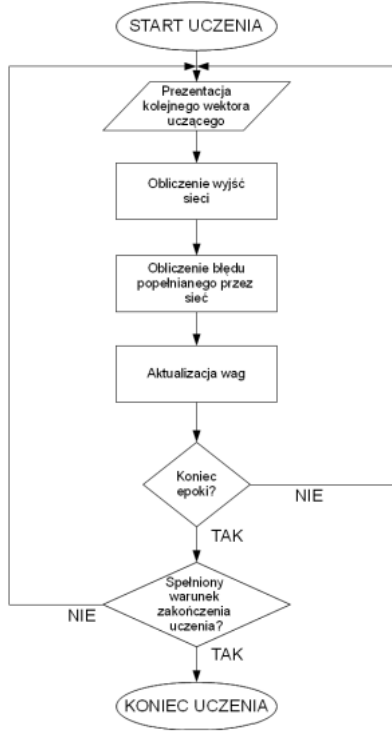 START UCZENIA
Prezentacja
kolejnego wektora
uczącego
Obliczenie wyjść
sieci
Obliczenie błędu
popełnianego przez
sieć
Aktualizacja wag
Koniec
epoki?
NIE
TAK
Spełniony
warunek
zakończenia
uczenia?
NIE
TAK
KONIEC UCZENIA